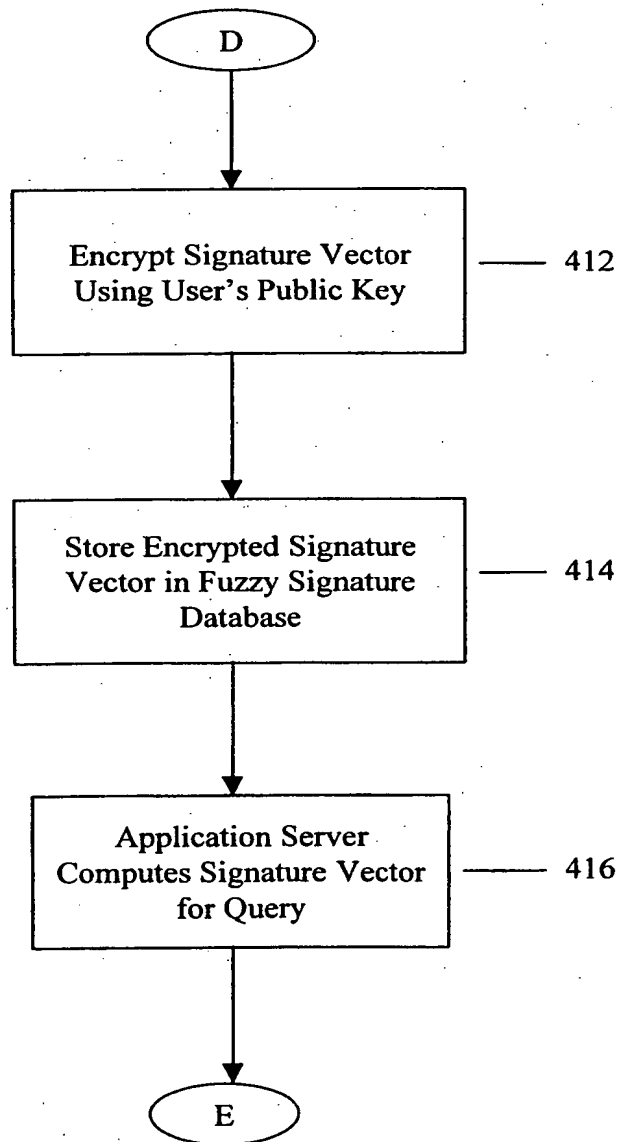 D
Encrypt Signature Vector
Using User's Public Key
412
Store Encrypted Signature
Vector in Fuzzy Signature
Database
414
Application Server
Computes Signature Vector
for Query
416
E